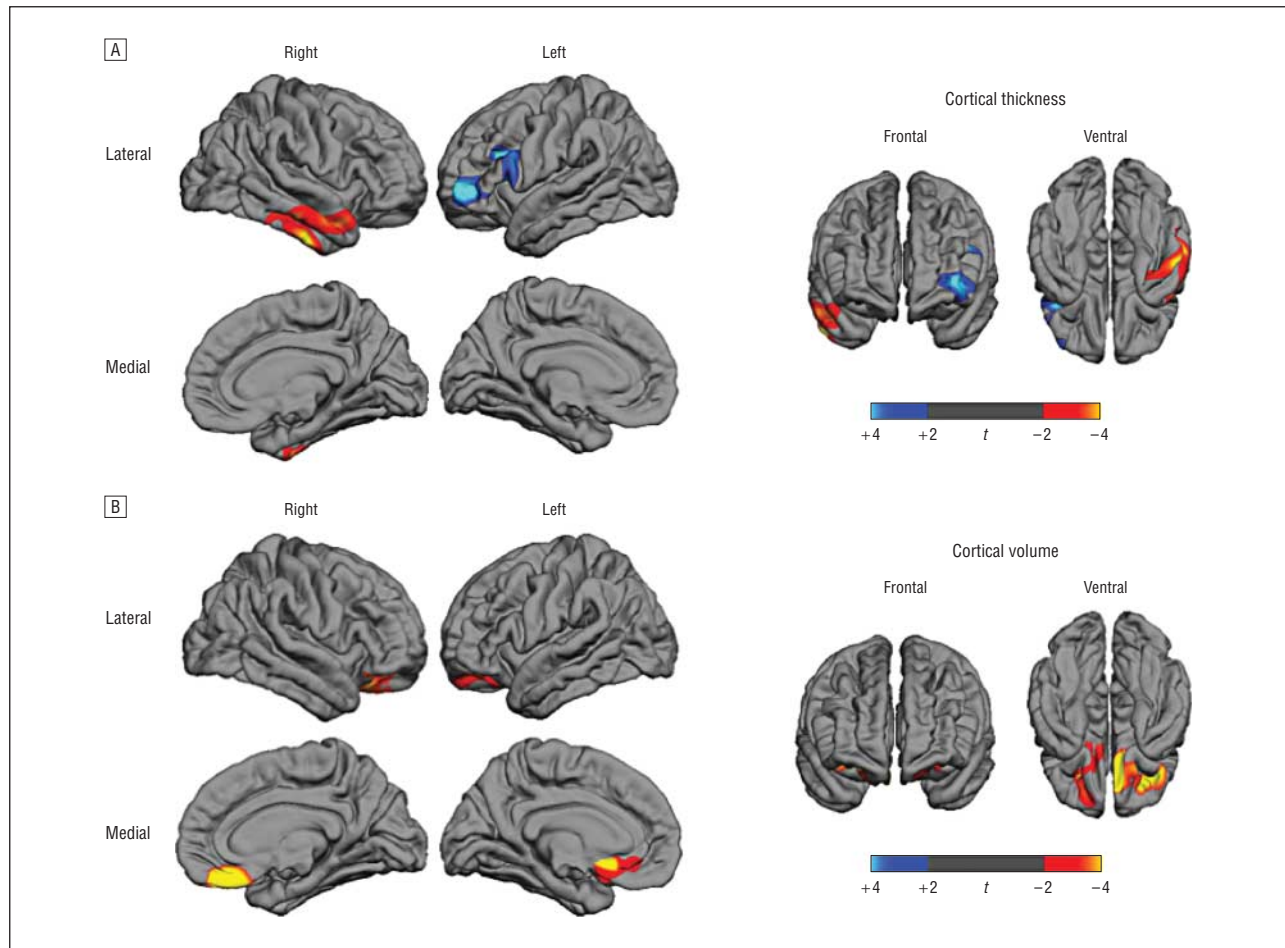 A
Right Left
Lateral
Medial
Cortical thickness
Frontal Ventral
+4 +2 t −2 −4
B
Right Left
Lateral
Medial
Cortical volume
Frontal Ventral
+4 +2 t −2 −4